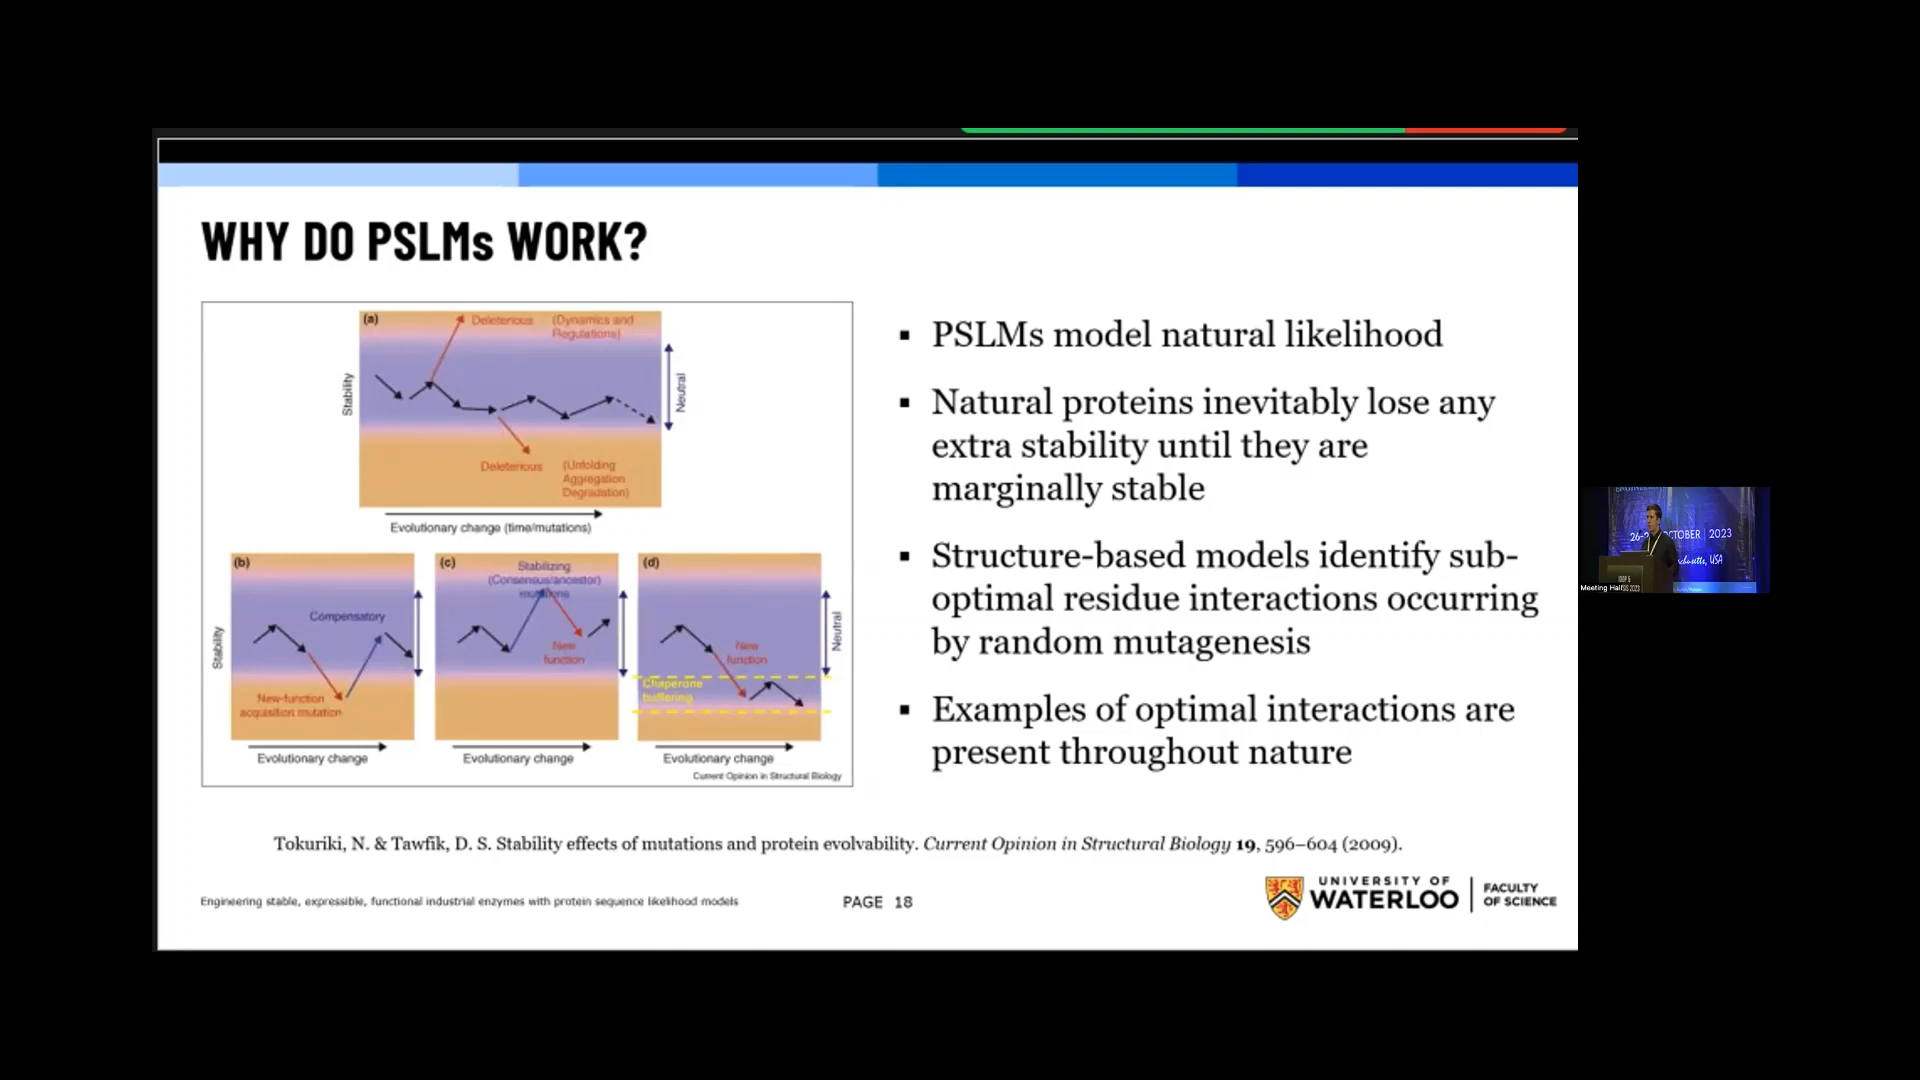 WHY DO PSLMs WORK?
(a)
Deleterious
(Dynamics and
Regulations)
Stability
Neutral
Deleterious
(Unfolding
Aggregation
Degradation)
Evolutionary change (time/mutations)
(b)
Compensatory
New-function
acquisition mutation
Stability
Evolutionary change
(c)
Stabilizing
(Consensus/ancestor)
mutations
New
function
Evolutionary change
(d)
New
function
Chaperone
buffering
Neutral
Evolutionary change
Current Opinion in Structural Biology
▪ PSLMs model natural likelihood
▪ Natural proteins inevitably lose any
extra stability until they are
marginally stable
▪ Structure-based models identify sub-
optimal residue interactions occurring
by random mutagenesis
▪ Examples of optimal interactions are
present throughout nature
Tokuriki, N. & Tawfik, D. S. Stability effects of mutations and protein evolvability. Current Opinion in Structural Biology 19, 596–604 (2009).
Engineering stable, expressible, functional industrial enzymes with protein sequence likelihood models
PAGE 18
UNIVERSITY OF
WATERLOO
FACULTY
OF SCIENCE
OCTOBER | 2023
USA
Meeting Hall